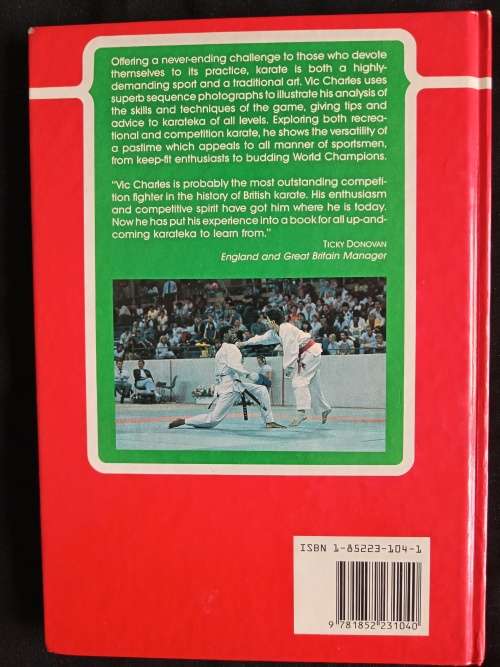 Offering a never-ending challenge to those who devote
themselves to its practice, karate is both a highly-
demanding sport and a traditional art. Vic Charles uses
superb sequence photographs to illustrate his analysis of
the skills and techniques of the game, giving tips and
advice to karateka of all levels. Exploring both recrea-
tional and competition karate, he shows the versatility of
a pastime which appeals to all manner of sportsmen,
from keep-fit enthusiasts to budding World Champions.
"Vic Charles is probably the most outstanding competi-
tion fighter in the history of British karate. His enthusiasm
and competitive spirit have got him where he is today.
Now he has put his experience into a book for all up-and-
coming karateka to learn from."
TICKY DONOVAN
England and Great Britain Manager
ISBN 1-85223-104-1
9 781852 231040